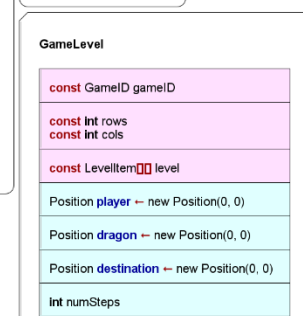 GameLevel
const GameID gameID
const int rows
const int cols
const LevelItem[][] level
Position player ← new Position(0, 0)
Position dragon ← new Position(0, 0)
Position destination ← new Position(0, 0)
int numSteps